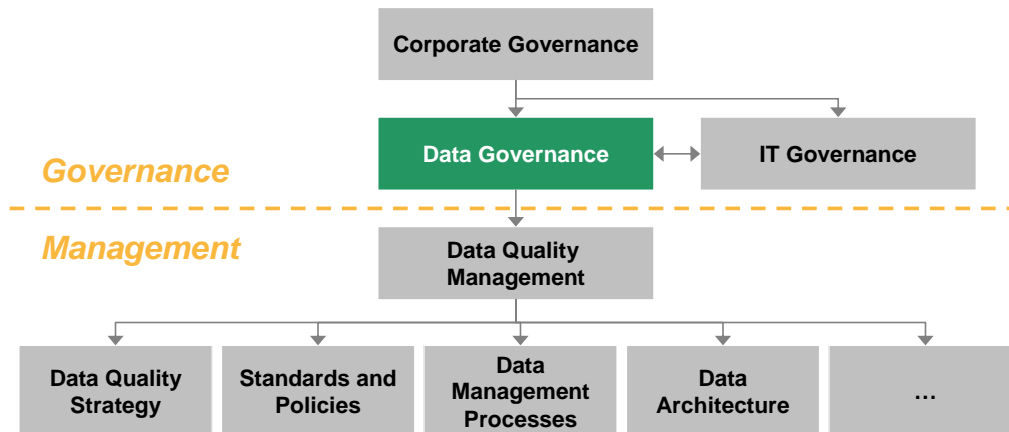 Corporate Governance
Data Governance
IT Governance
Governance
Management
Data Quality
Management
Data Quality
Strategy
Standards and
Policies
Data
Management
Processes
Data
Architecture
…